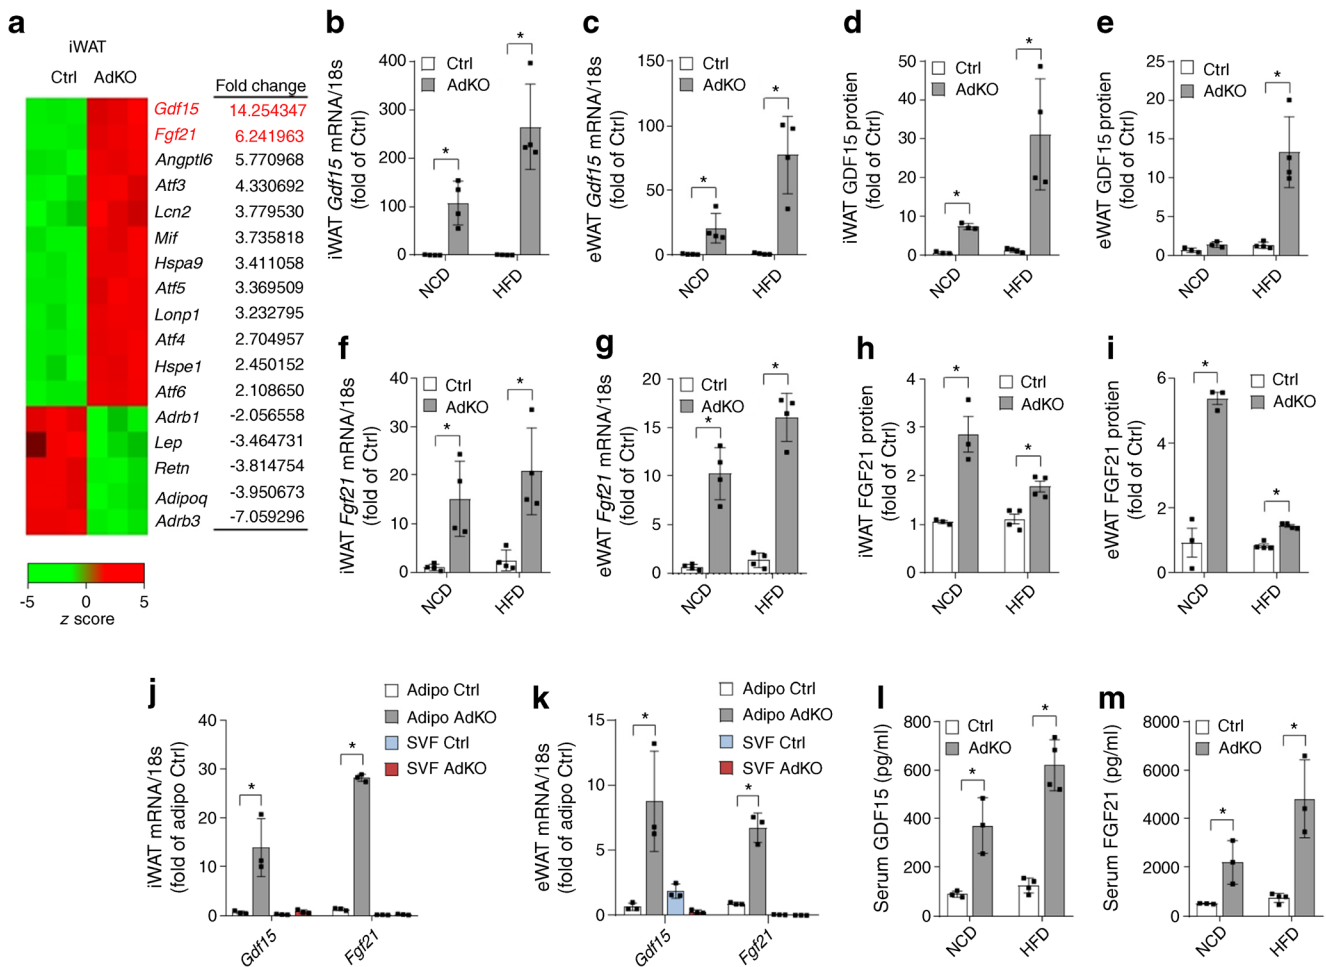 a
iWAT
Ctrl AdKO
Fold change
Gdf15 14.254347
Fgf21 6.241963
Angptl6 5.770968
Atf3 4.330692
Lcn2 3.779530
Mif 3.735818
Hspa9 3.411058
Atf5 3.369509
Lonp1 3.232795
Atf4 2.704957
Hspe1 2.450152
Atf6 2.108650
Adrb1 -2.056558
Lep -3.464731
Retn -3.814754
Adipoq -3.950673
Adrb3 -7.059296
-5 0 5
z score
b
iWAT Gdf15 mRNA/18s
(fold of Ctrl)
400
300
200
100
0
Ctrl
AdKO
*
*
NCD
HFD
c
eWAT Gdf15 mRNA/18s
(fold of Ctrl)
150
100
50
0
Ctrl
AdKO
*
*
NCD
HFD
d
iWAT GDF15 protien
(fold of Ctrl)
50
40
30
20
10
0
Ctrl
AdKO
*
*
NCD
HFD
e
eWAT GDF15 protien
(fold of Ctrl)
25
20
15
10
5
0
Ctrl
AdKO
*
NCD
HFD
f
iWAT Fgf21 mRNA/18s
(fold of Ctrl)
40
30
20
10
0
Ctrl
AdKO
*
*
NCD
HFD
g
eWAT Fgf21 mRNA/18s
(fold of Ctrl)
20
15
10
5
0
Ctrl
AdKO
*
*
NCD
HFD
h
iWAT FGF21 protien
(fold of Ctrl)
4
3
2
1
0
Ctrl
AdKO
*
*
NCD
HFD
i
eWAT FGF21 protien
(fold of Ctrl)
6
4
2
0
Ctrl
AdKO
*
*
NCD
HFD
j
iWAT mRNA/18s
(fold of adipo Ctrl)
40
30
20
10
0
Adipo Ctrl
Adipo AdKO
SVF Ctrl
SVF AdKO
*
*
Gdf15
Fgf21
k
eWAT mRNA/18s
(fold of adipo Ctrl)
15
10
5
0
Adipo Ctrl
Adipo AdKO
SVF Ctrl
SVF AdKO
*
*
Gdf15
Fgf21
l
Serum GDF15 (pg/ml)
800
600
400
200
0
Ctrl
AdKO
*
*
NCD
HFD
m
Serum FGF21 (pg/ml)
8000
6000
4000
2000
0
Ctrl
AdKO
*
*
NCD
HFD